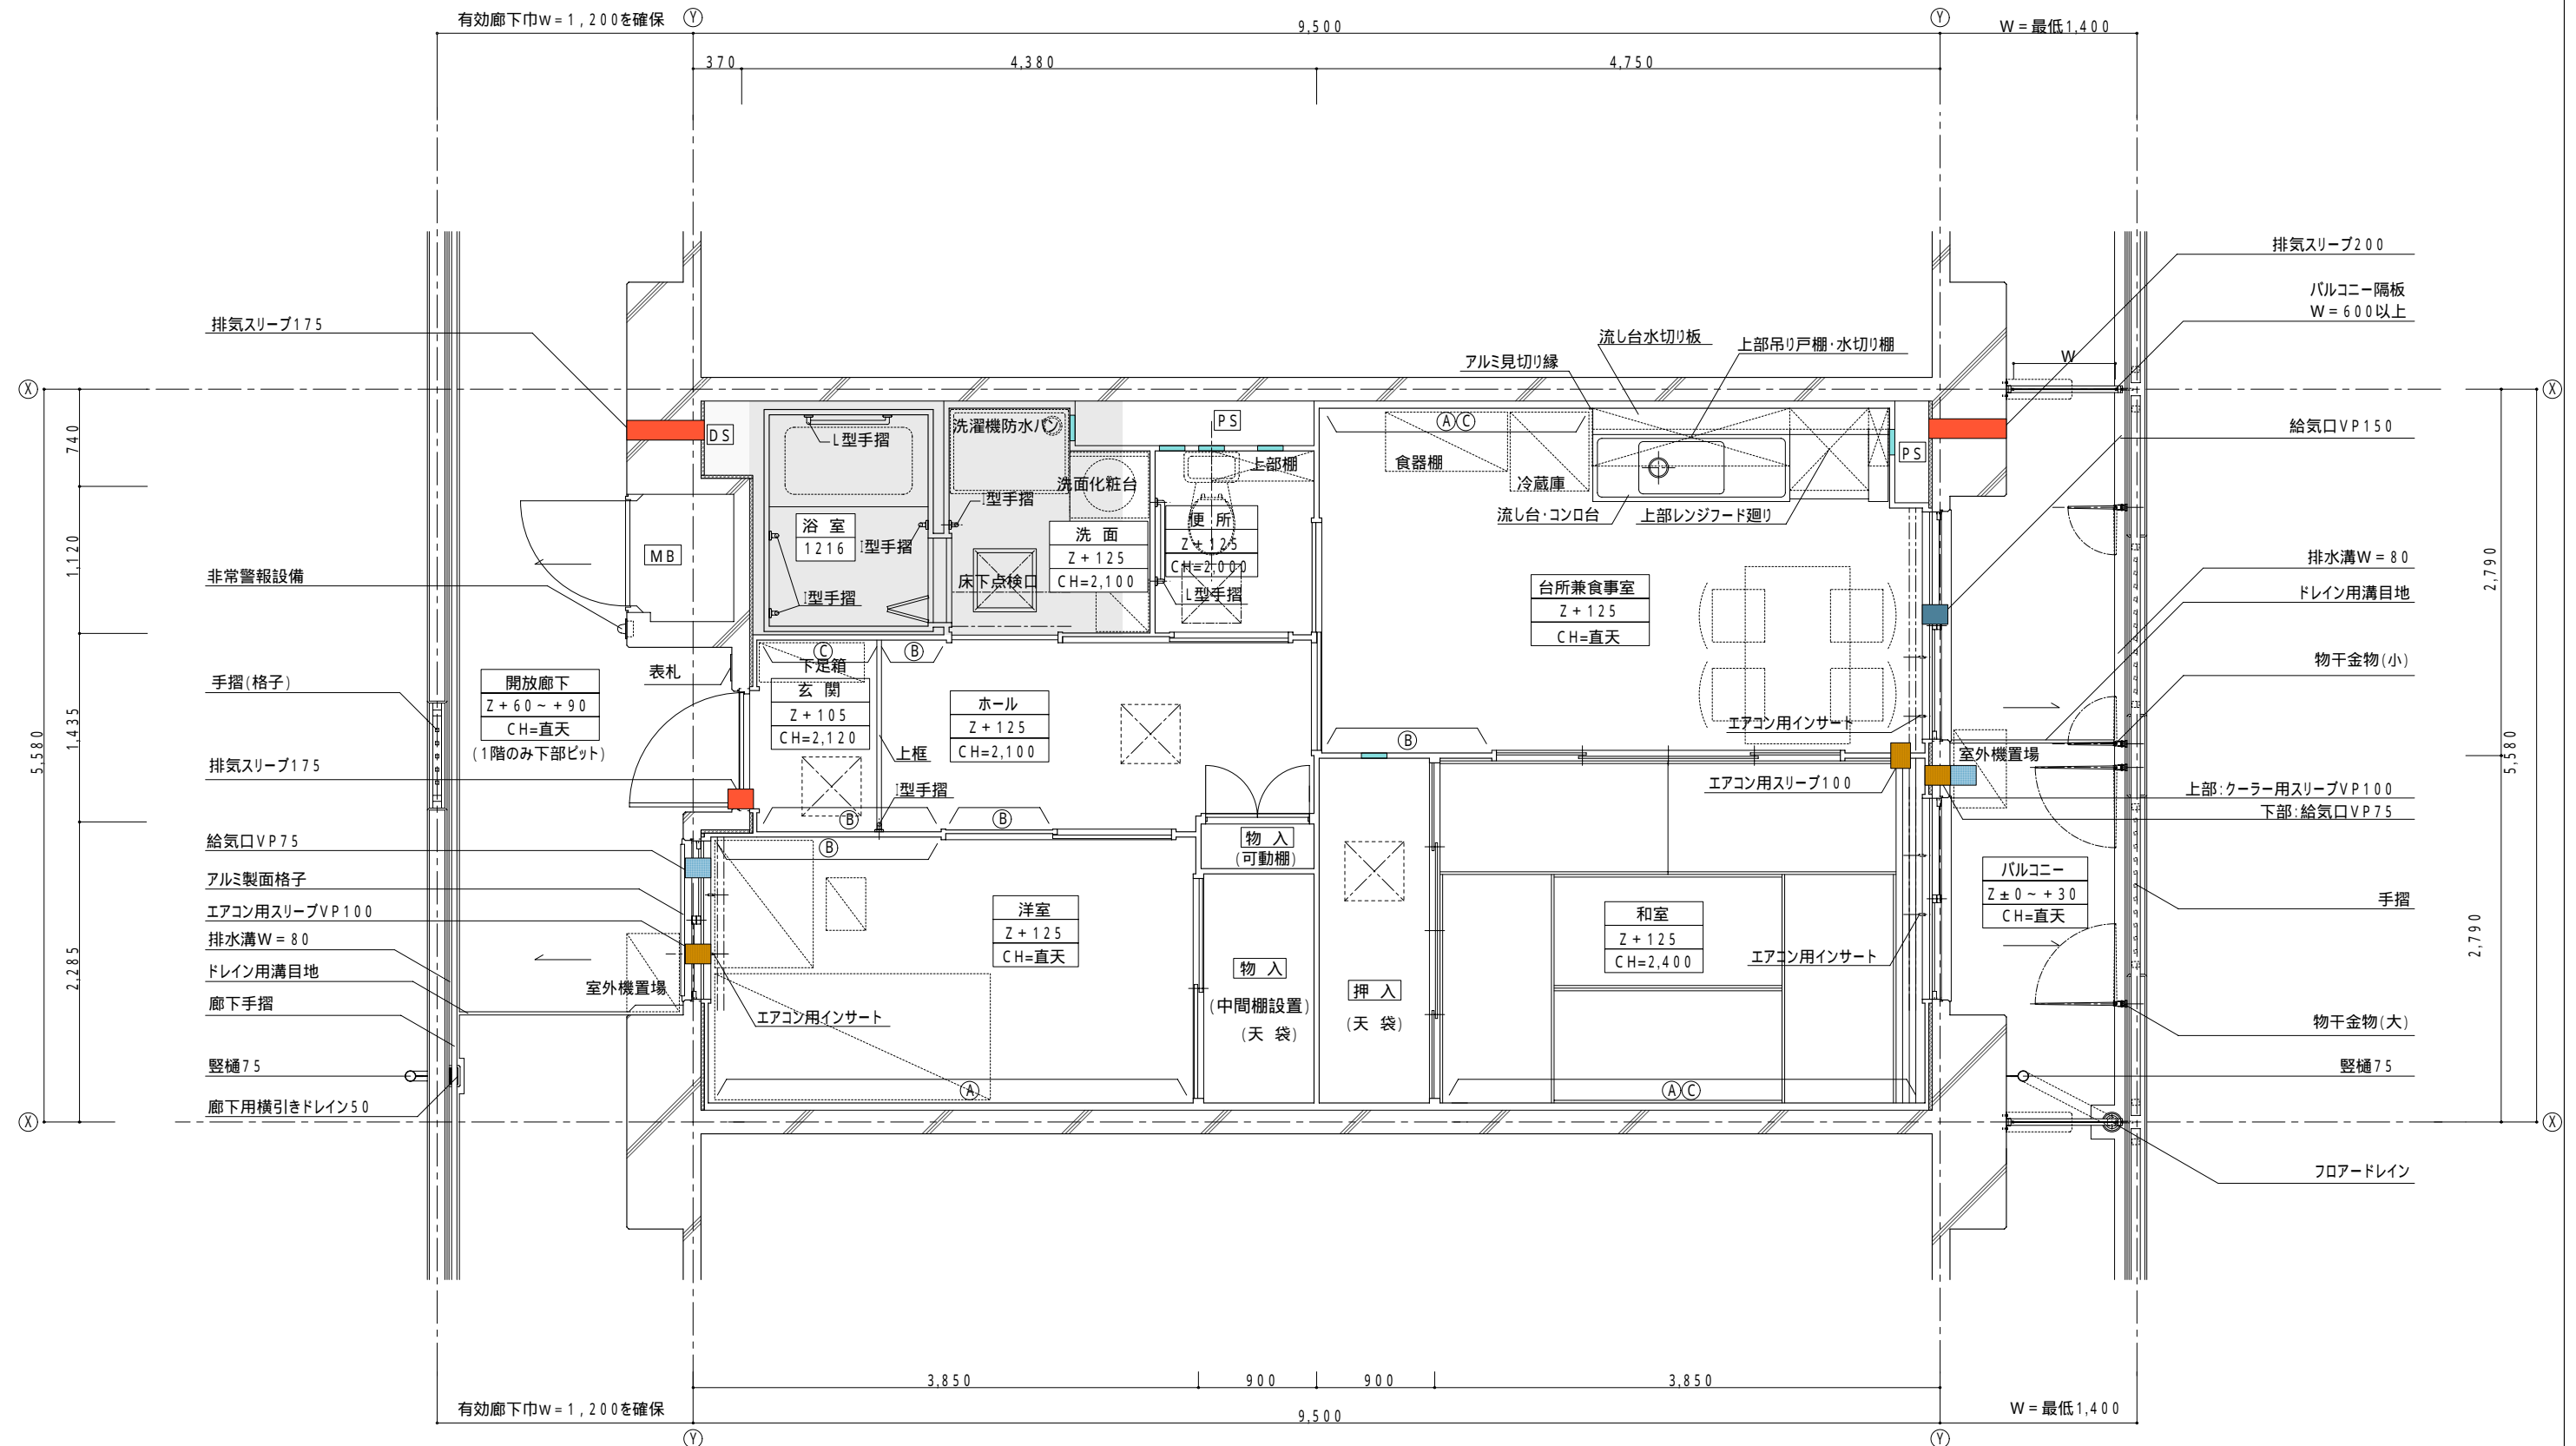 有効廊下巾w=1,200を確保
Y
9,500
Y
W=最低1,400
370
4,380
4,750
排気スリーブ200
バルコニー隔板
W=600以上
排気スリーブ175
流し台水切り板
上部吊り戸棚・水切り棚
アルミ見切り縁
W
X
X
740
DS
L型手摺
洗濯機防水パン
PS
AC
食器棚
冷蔵庫
PS
給気口VP150
上部棚
洗面化粧台
I型手摺
流し台・コンロ台
上部レンジフード廻り
浴 室
1216
I型手摺
洗 面
Z+125
CH=2,100
便 所
Z+125
CH=2,000
1,120
MB
2,790
排水溝W=80
非常警報設備
床下点検口
I型手摺
L型手摺
台所兼食事室
Z+125
CH=直天
ドレイン用溝目地
C
B
下足箱
表札
物干金物(小)
手摺(格子)
開放廊下
Z+60~+90
CH=直天
(1階のみ下部ピット)
玄 関
Z+105
CH=2,120
ホール
Z+125
CH=2,100
上框
1,435
5,580
エアコン用インサート
B
室外機置場
5,580
排気スリーブ175
I型手摺
エアコン用スリーブ100
上部:クーラー用スリーブVP100
下部:給気口VP75
B
B
給気口VP75
B
物 入
(可動棚)
アルミ製面格子
バルコニー
Z±0~+30
CH=直天
手摺
エアコン用スリーブVP100
洋室
Z+125
CH=直天
和室
Z+125
CH=2,400
2,285
2,790
排水溝W=80
エアコン用インサート
ドレイン用溝目地
室外機置場
物 入
(中間棚設置)
(天 袋)
押 入
(天 袋)
廊下手摺
エアコン用インサート
物干金物(大)
竪樋75
竪樋75
A
AC
廊下用横引きドレイン50
X
X
フロアードレイン
3,850
900
900
3,850
有効廊下巾w=1,200を確保
9,500
W=最低1,400
Y
Y